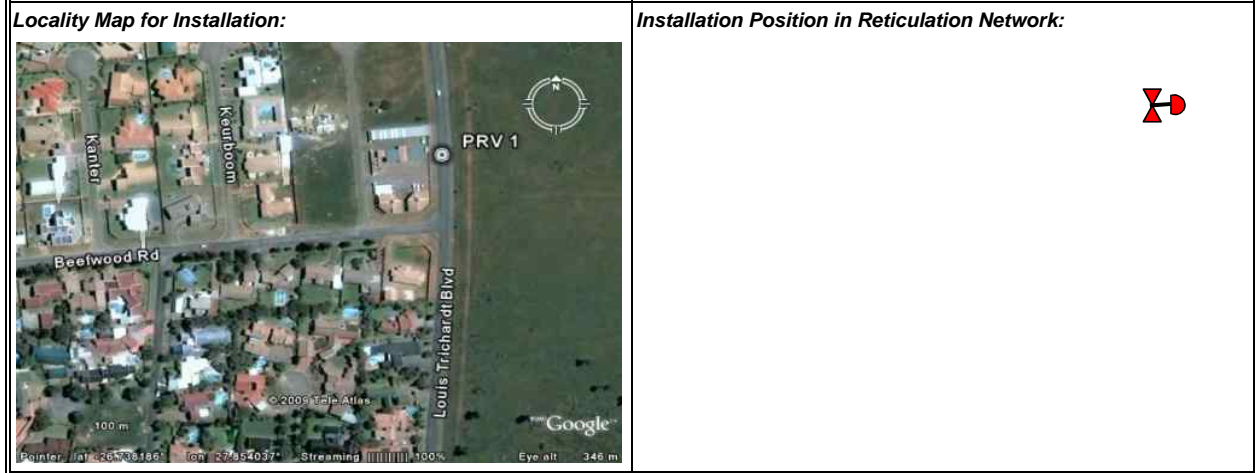 Locality Map for Installation:
Installation Position in Reticulation Network:
N
PRV 1
Kanter
Keurboom
Beefwood Rd
Louis Trichardt Blvd
© 2009 Tele Atlas
100 m
Google
Pointer lat -26.738186° lon 27.854037° Streaming 100% Eye alt 346 m